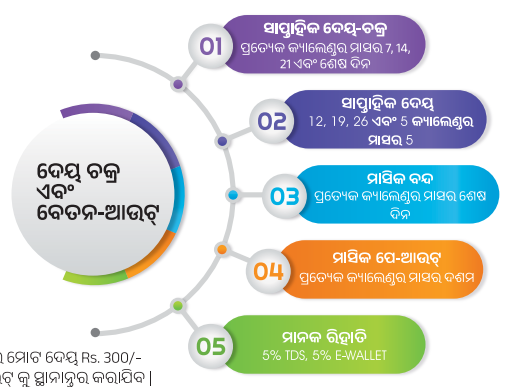 ଦେୟ ଚକ୍ର
ଏବଂ
ବେତନ-ଆଉଟ୍
01
ସାପ୍ତାହିକ ଦେୟ-ଚକ୍ର
ପ୍ରତ୍ୟେକ କ୍ୟାଲେଣ୍ଡର ମାସର 7,14,
21 ଏବଂ ଶେଷ ଦିନ
02
ସାପ୍ତାହିକ ଦେୟ
12, 19, 26 ଏବଂ 5 କ୍ୟାଲେଣ୍ଡର
ମାସର 5
03
ମାସିକ ବନ୍ଦ
ପ୍ରତ୍ୟେକ କ୍ୟାଲେଣ୍ଡର ମାସର ଶେଷ
ଦିନ
04
ମାସିକ ପେ-ଆଉଟ୍
ପ୍ରତ୍ୟେକ କ୍ୟାଲେଣ୍ଡର ମାସର ଦଶମ
05
ମାନକ ରିହାତି
5% TDS, 5% E-WALLET
ମୋଟ ଦେୟ Rs. 300/-
କୁ ସ୍ଥାନାନ୍ତର କରାଯିବ |